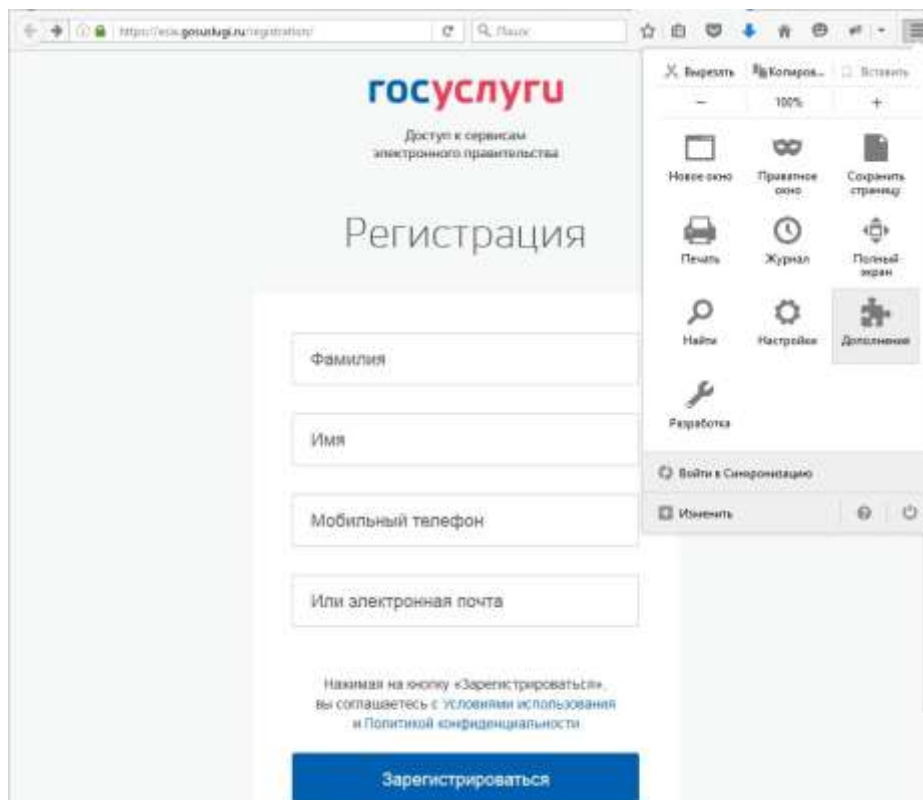 https://esia.gosuslugi.ru/registration/
Поиск
Вырезать
Копиров...
Вставить
100%
Новое окно
Приватное
окно
Сохранить
страницу
Печать
Журнал
Полный
экран
Найти
Настройки
Дополнения
Разработка
Войти в Синхронизацию
Изменить
госуслуги
Доступ к сервисам
электронного правительства
Регистрация
Фамилия
Имя
Мобильный телефон
Или электронная почта
Нажимая на кнопку «Зарегистрироваться»,
вы соглашаетесь с Условиями использования
и Политикой конфиденциальности
Зарегистрироваться